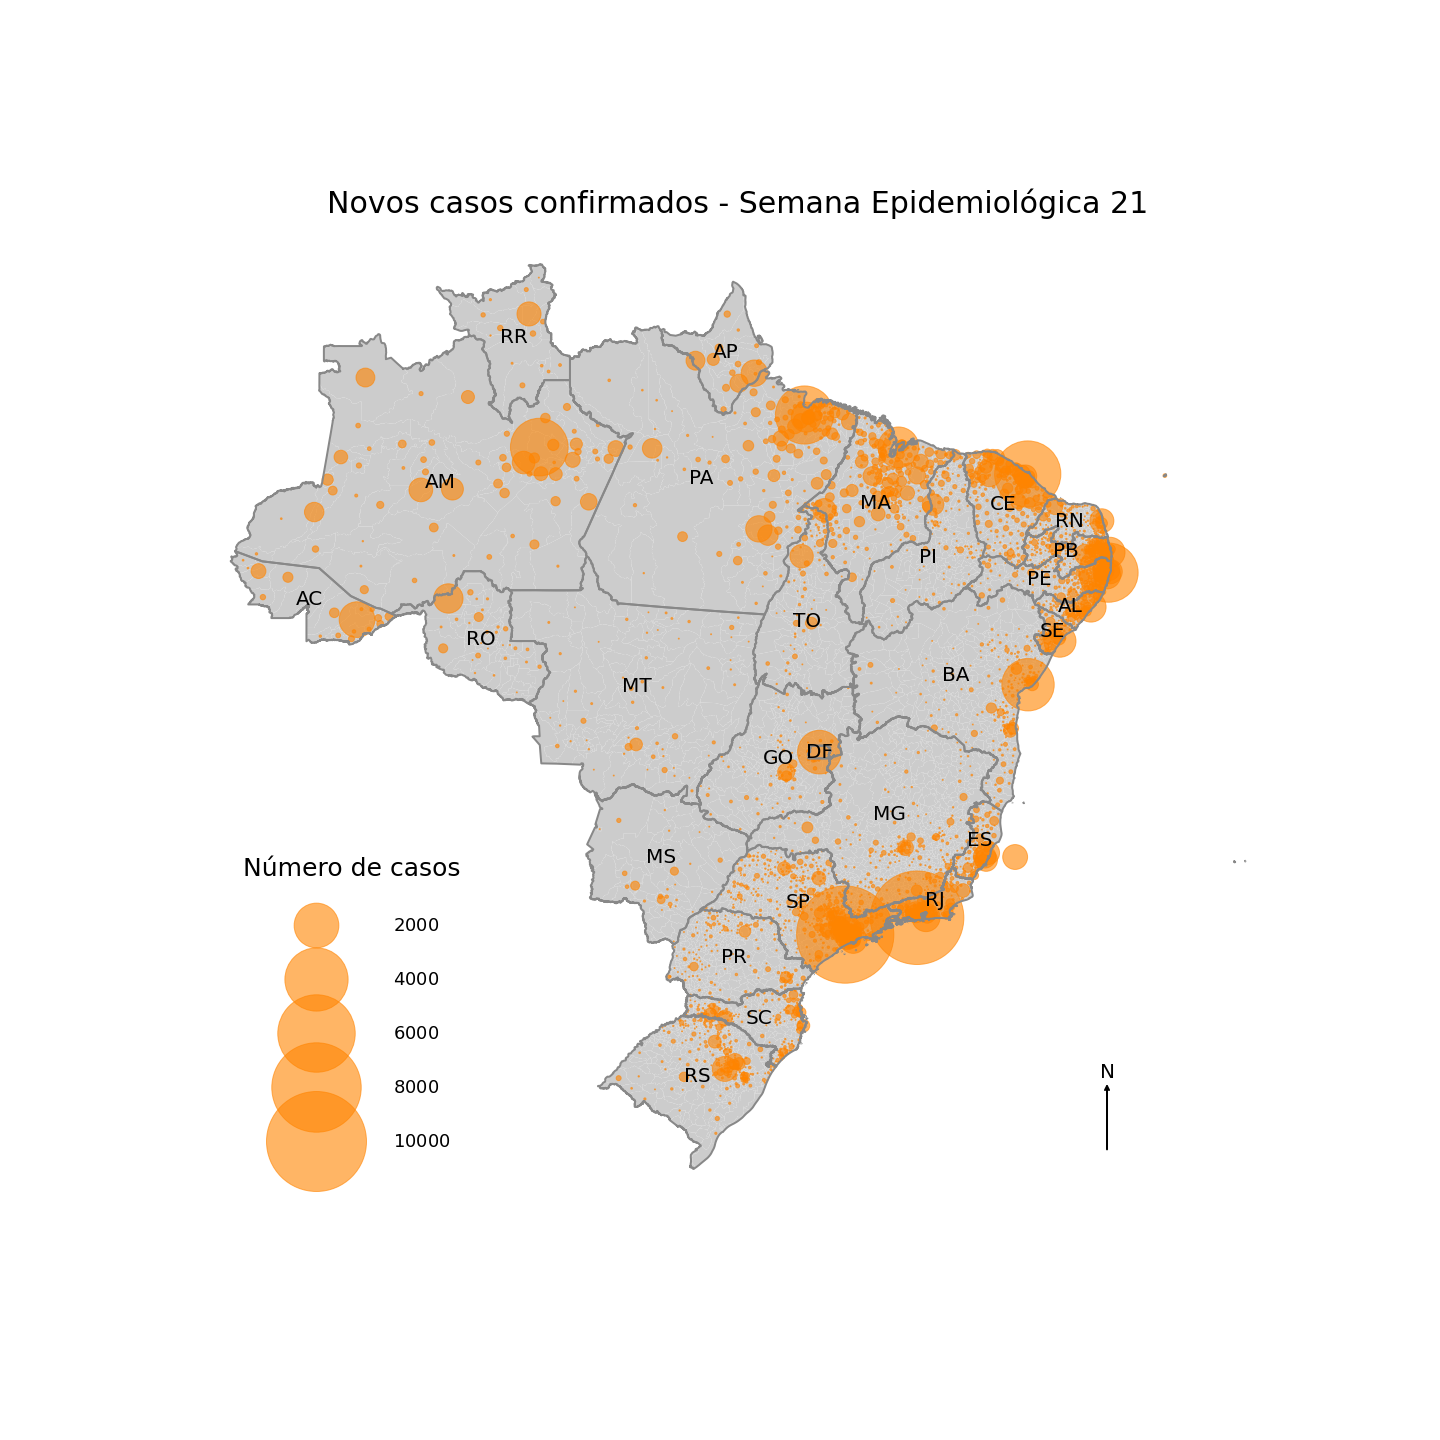 Novos casos confirmados - Semana Epidemiológica 21
RR
AP
AM
PA
MA
CE
RN
PB
PI
PE
AC
AL
TO
SE
RO
BA
MT
DF
GO
MG
ES
MS
Número de casos
SP
RJ
2000
PR
4000
SC
6000
RS
N
8000
10000